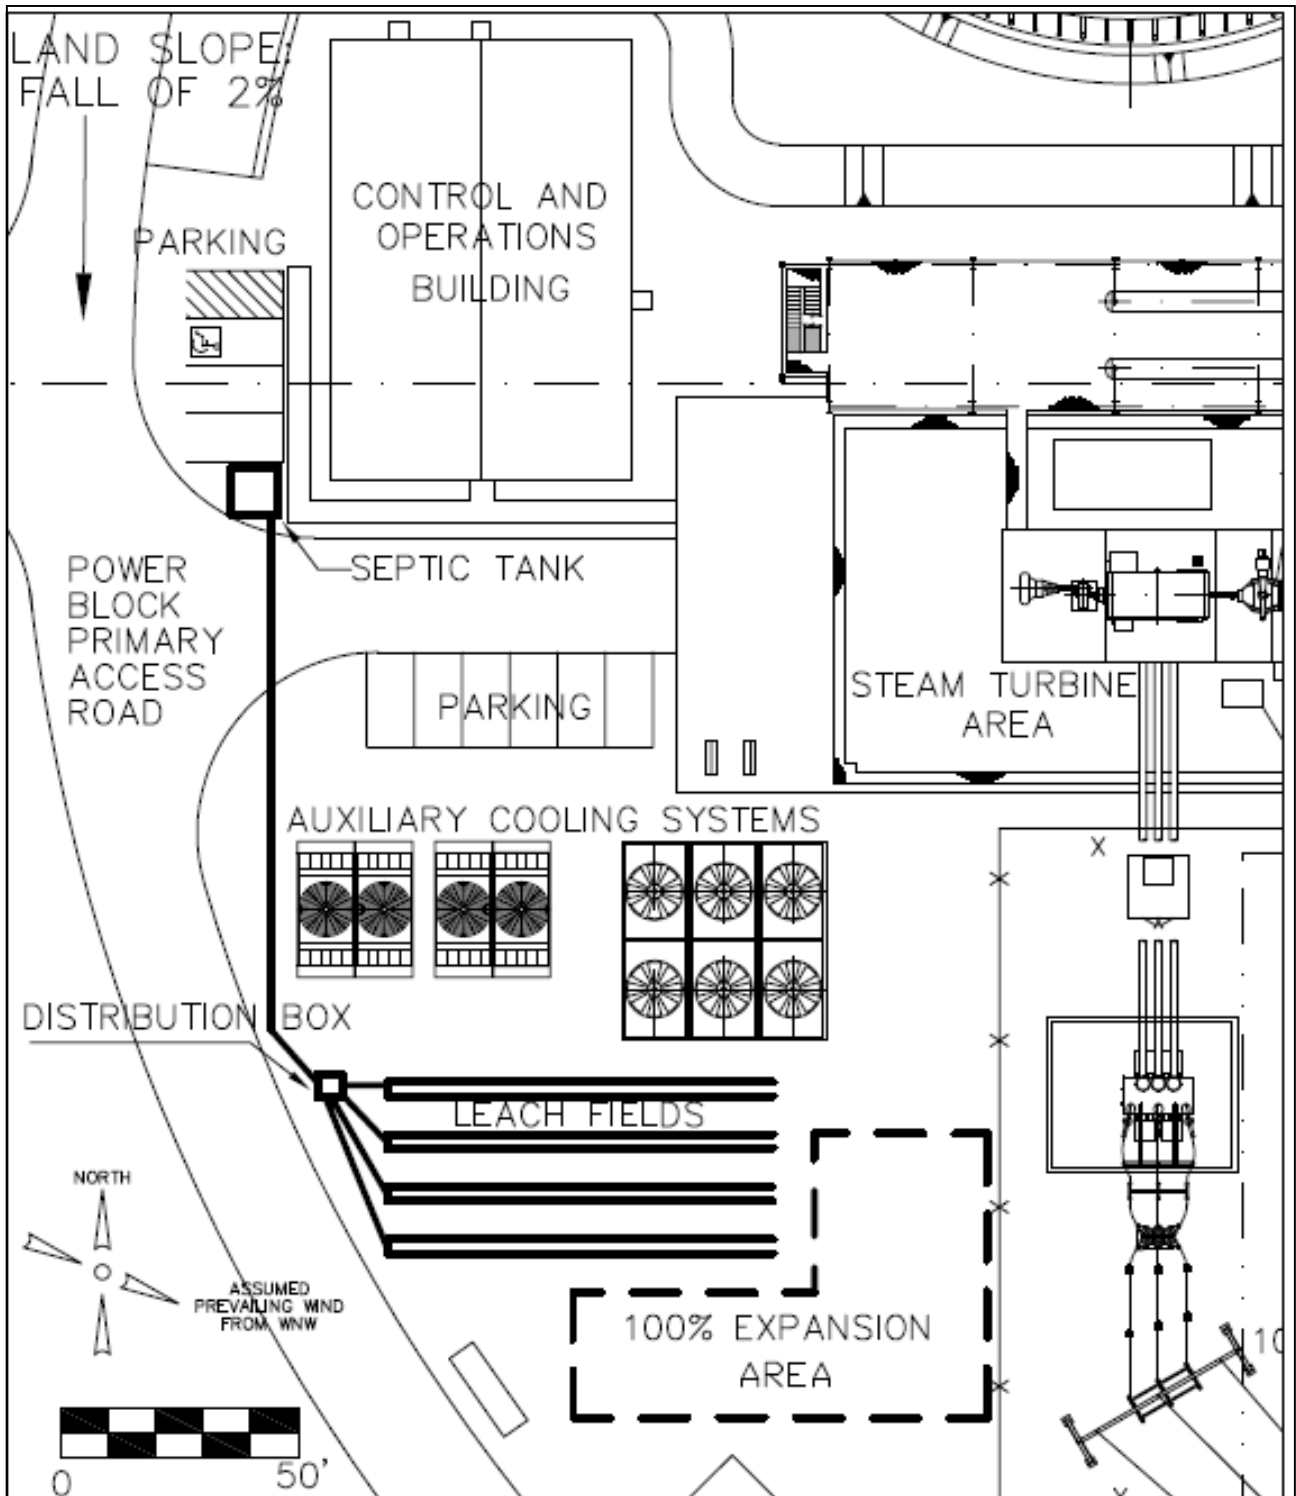 LAND SLOPE:
FALL OF 2%
CONTROL AND
OPERATIONS
BUILDING
PARKING
SEPTIC TANK
POWER
BLOCK
PRIMARY
ACCESS
ROAD
PARKING
STEAM TURBINE
AREA
AUXILIARY COOLING SYSTEMS
X
DISTRIBUTION BOX
LEACH FIELDS
NORTH
ASSUMED
PREVAILING WIND
FROM WNW
100% EXPANSION
AREA
10
0
50'